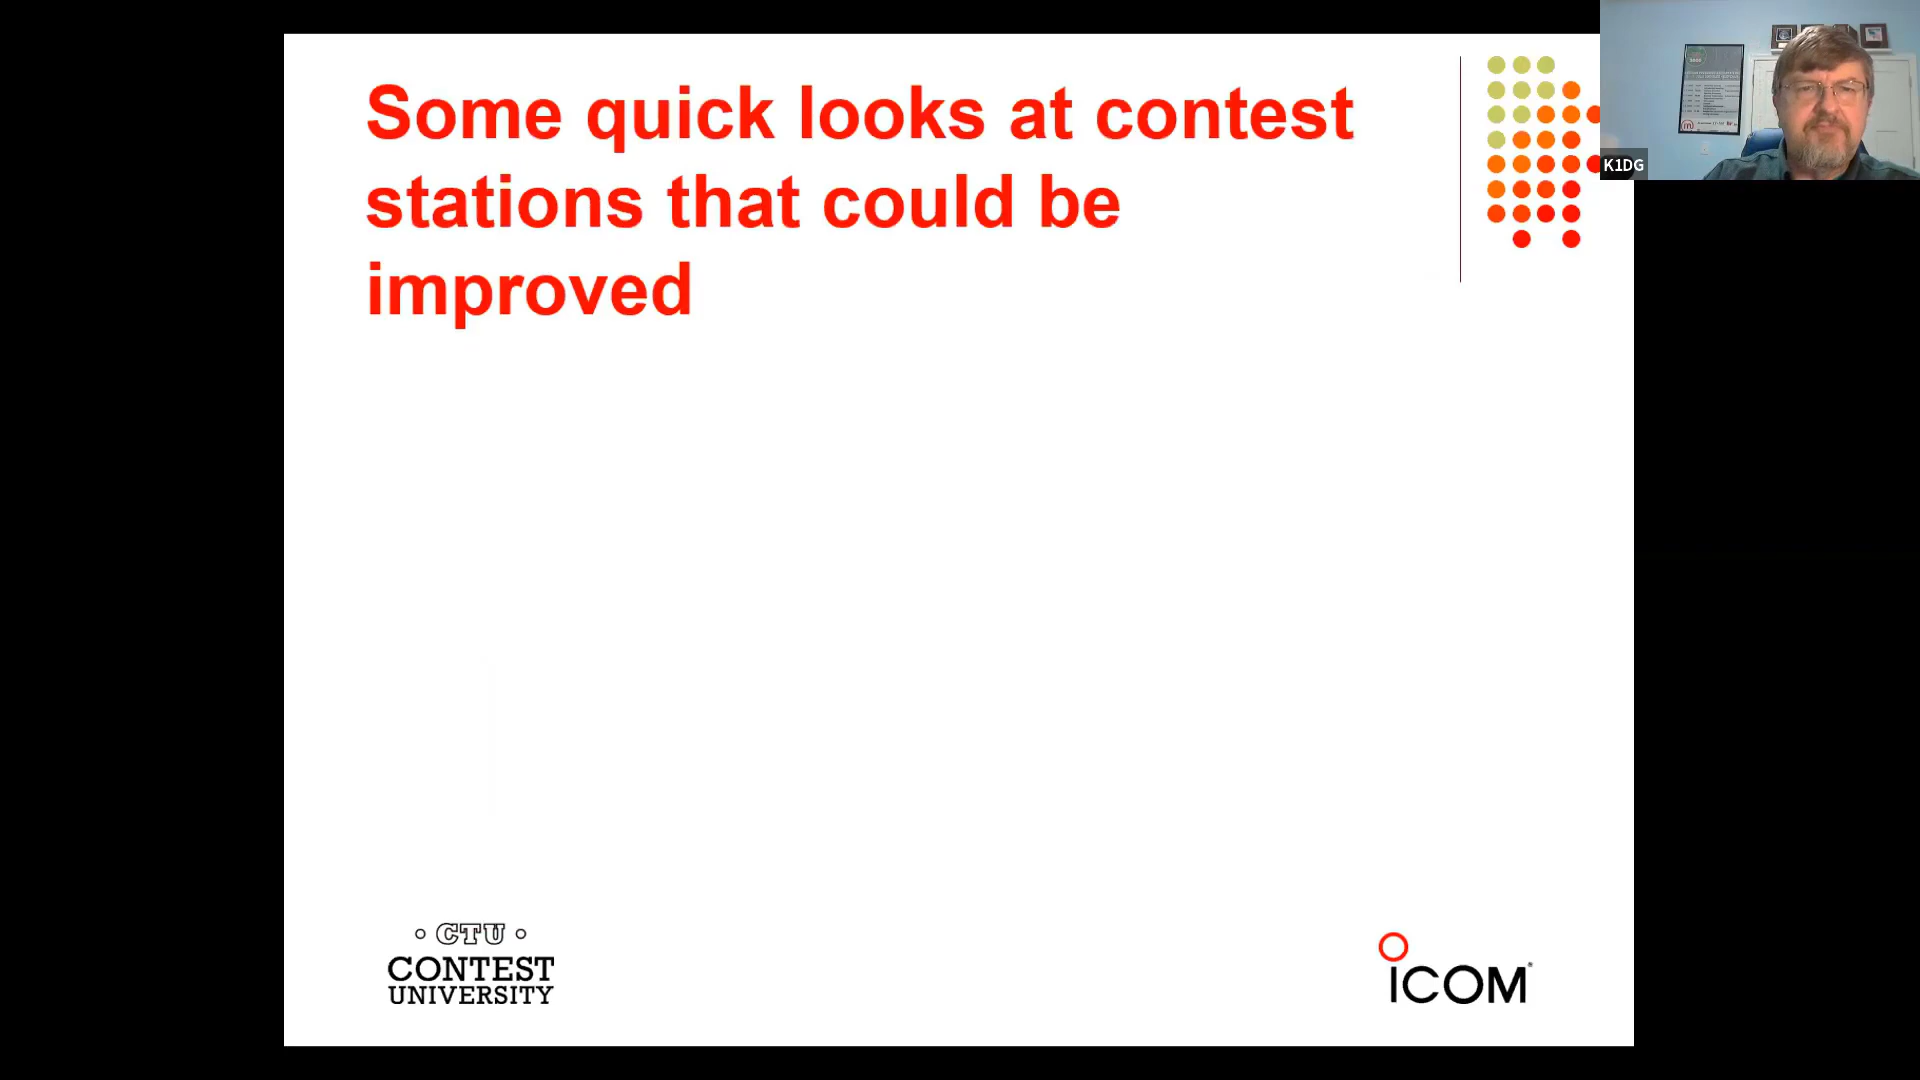 Some quick looks at contest
stations that could be
improved
K1DG
CTU
CONTEST
UNIVERSITY
ICOM